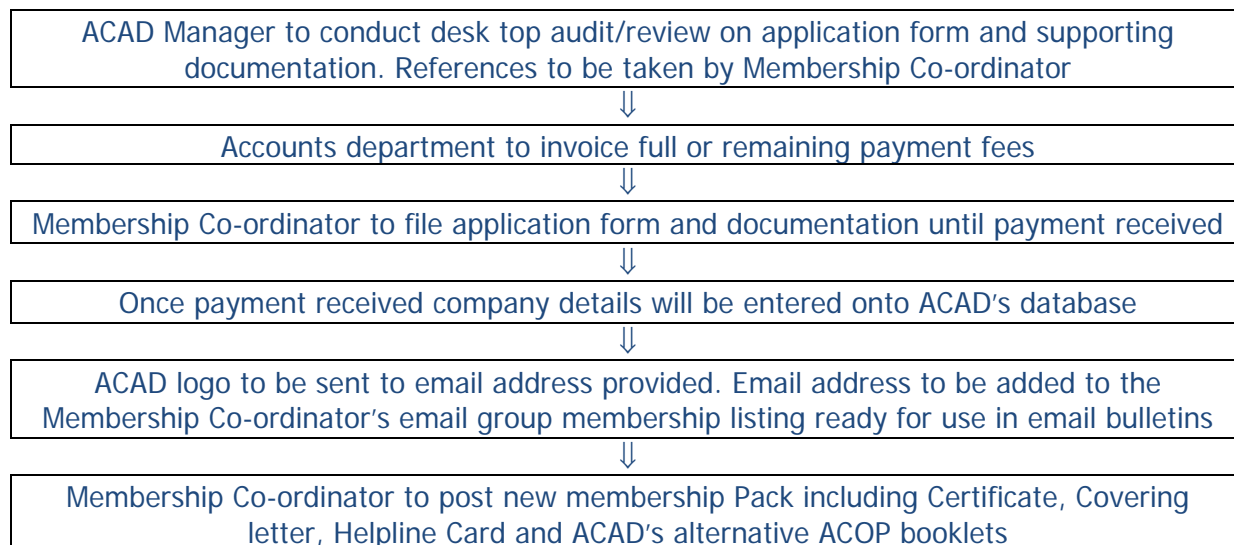 ACAD Manager to conduct desk top audit/review on application form and supporting
documentation. References to be taken by Membership Co-ordinator
⇓
Accounts department to invoice full or remaining payment fees
⇓
Membership Co-ordinator to file application form and documentation until payment received
⇓
Once payment received company details will be entered onto ACAD's database
⇓
ACAD logo to be sent to email address provided. Email address to be added to the
Membership Co-ordinator's email group membership listing ready for use in email bulletins
⇓
Membership Co-ordinator to post new membership Pack including Certificate, Covering
letter, Helpline Card and ACAD's alternative ACOP booklets